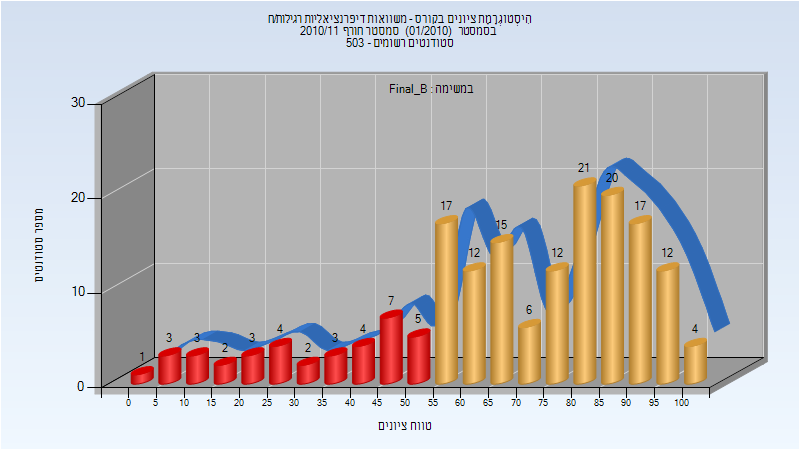 היסטוגרמת ציונים בקורס - משוואות דיפרנציאליות רגילות/ח
בסמסטר (01/2010) סמסטר חורף 2010/11
סטודנטים רשומים - 503
במשימה : Final_B
מספר סטודנטים
30
20
10
0
1 3 3 2 3 4 2 3 4 7 5 17 12 15 6 12 21 20 17 12 4
0 5 10 15 20 25 30 35 40 45 50 55 60 65 70 75 80 85 90 95 100
טווח ציונים